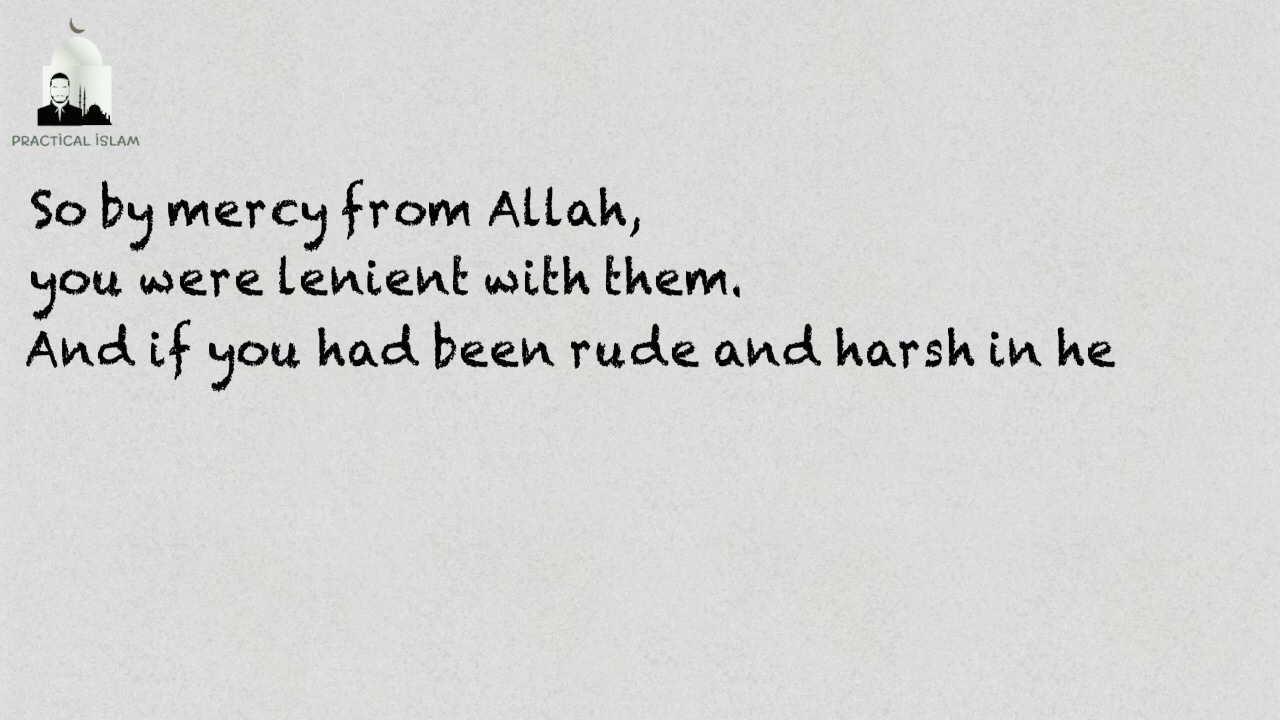 PRACTICAL ISLAM
So by mercy from Allah,
you were lenient with them.
And if you had been rude and harsh in he